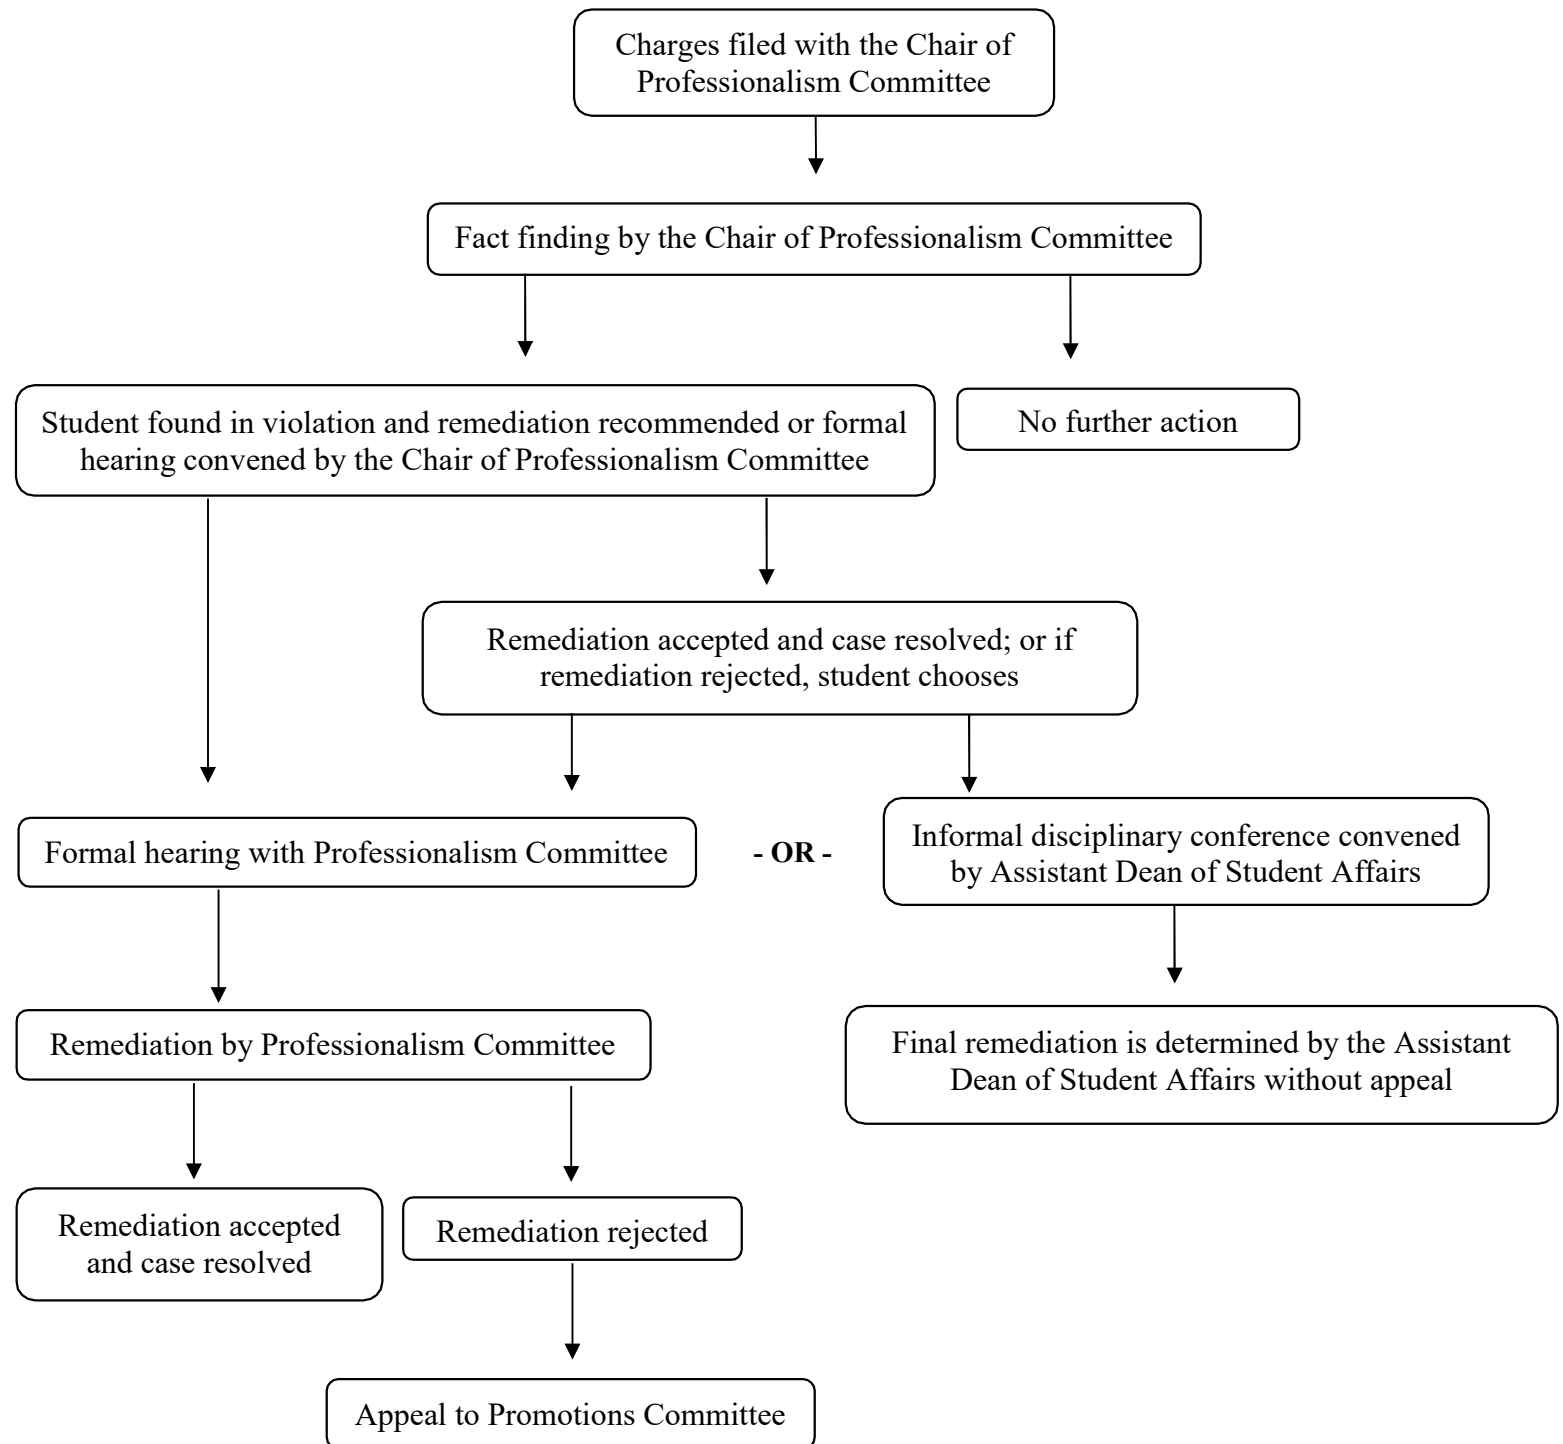 Charges filed with the Chair of
Professionalism Committee
Fact finding by the Chair of Professionalism Committee
Student found in violation and remediation recommended or formal
hearing convened by the Chair of Professionalism Committee
No further action
Remediation accepted and case resolved; or if
remediation rejected, student chooses
Formal hearing with Professionalism Committee
- OR -
Informal disciplinary conference convened
by Assistant Dean of Student Affairs
Remediation by Professionalism Committee
Final remediation is determined by the Assistant
Dean of Student Affairs without appeal
Remediation accepted
and case resolved
Remediation rejected
Appeal to Promotions Committee